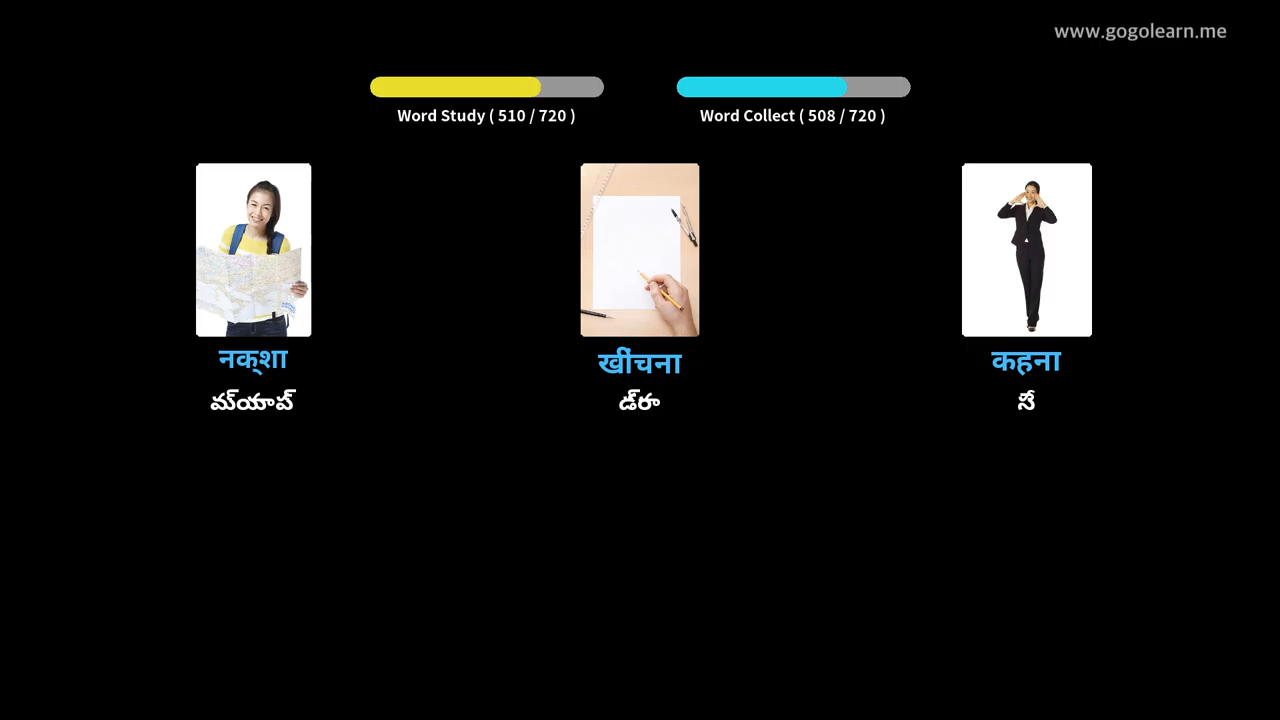 www.gogolearn.me
Word Study ( 510 / 720 )
Word Collect ( 508 / 720 )
नक्शा
खींचना
कहना
మ్యాప్
డ్రా
సే